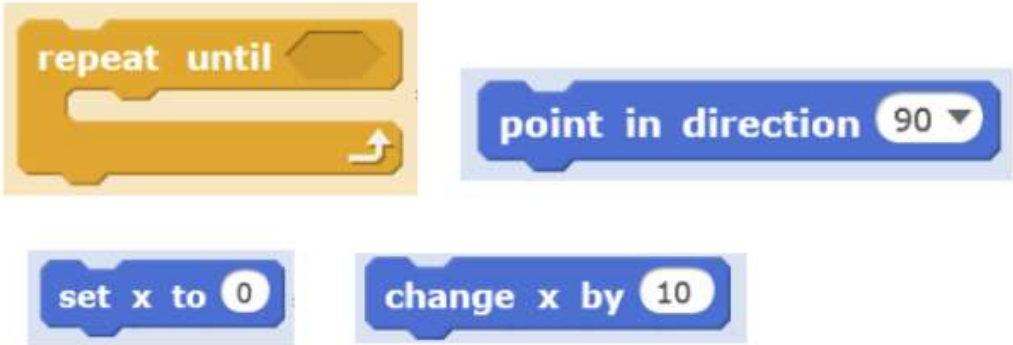 repeat until
point in direction 90
set x to 0
change x by 10